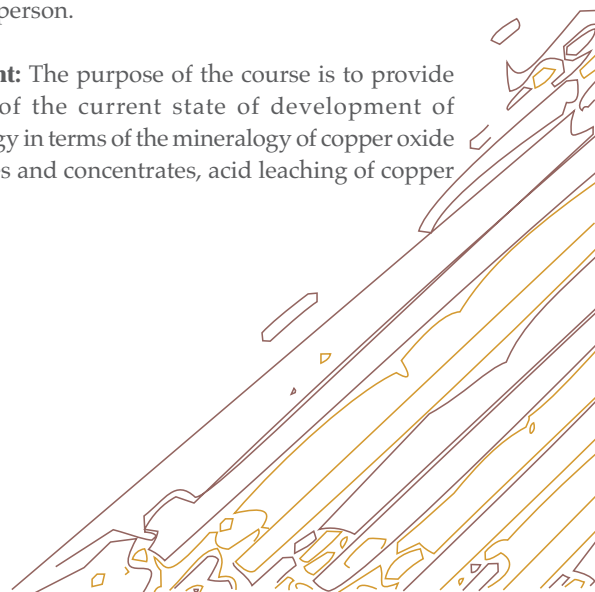 person.
nt: The purpose of the course is to provide
of the current state of development of
gy in terms of the mineralogy of copper oxide
es and concentrates, acid leaching of copper